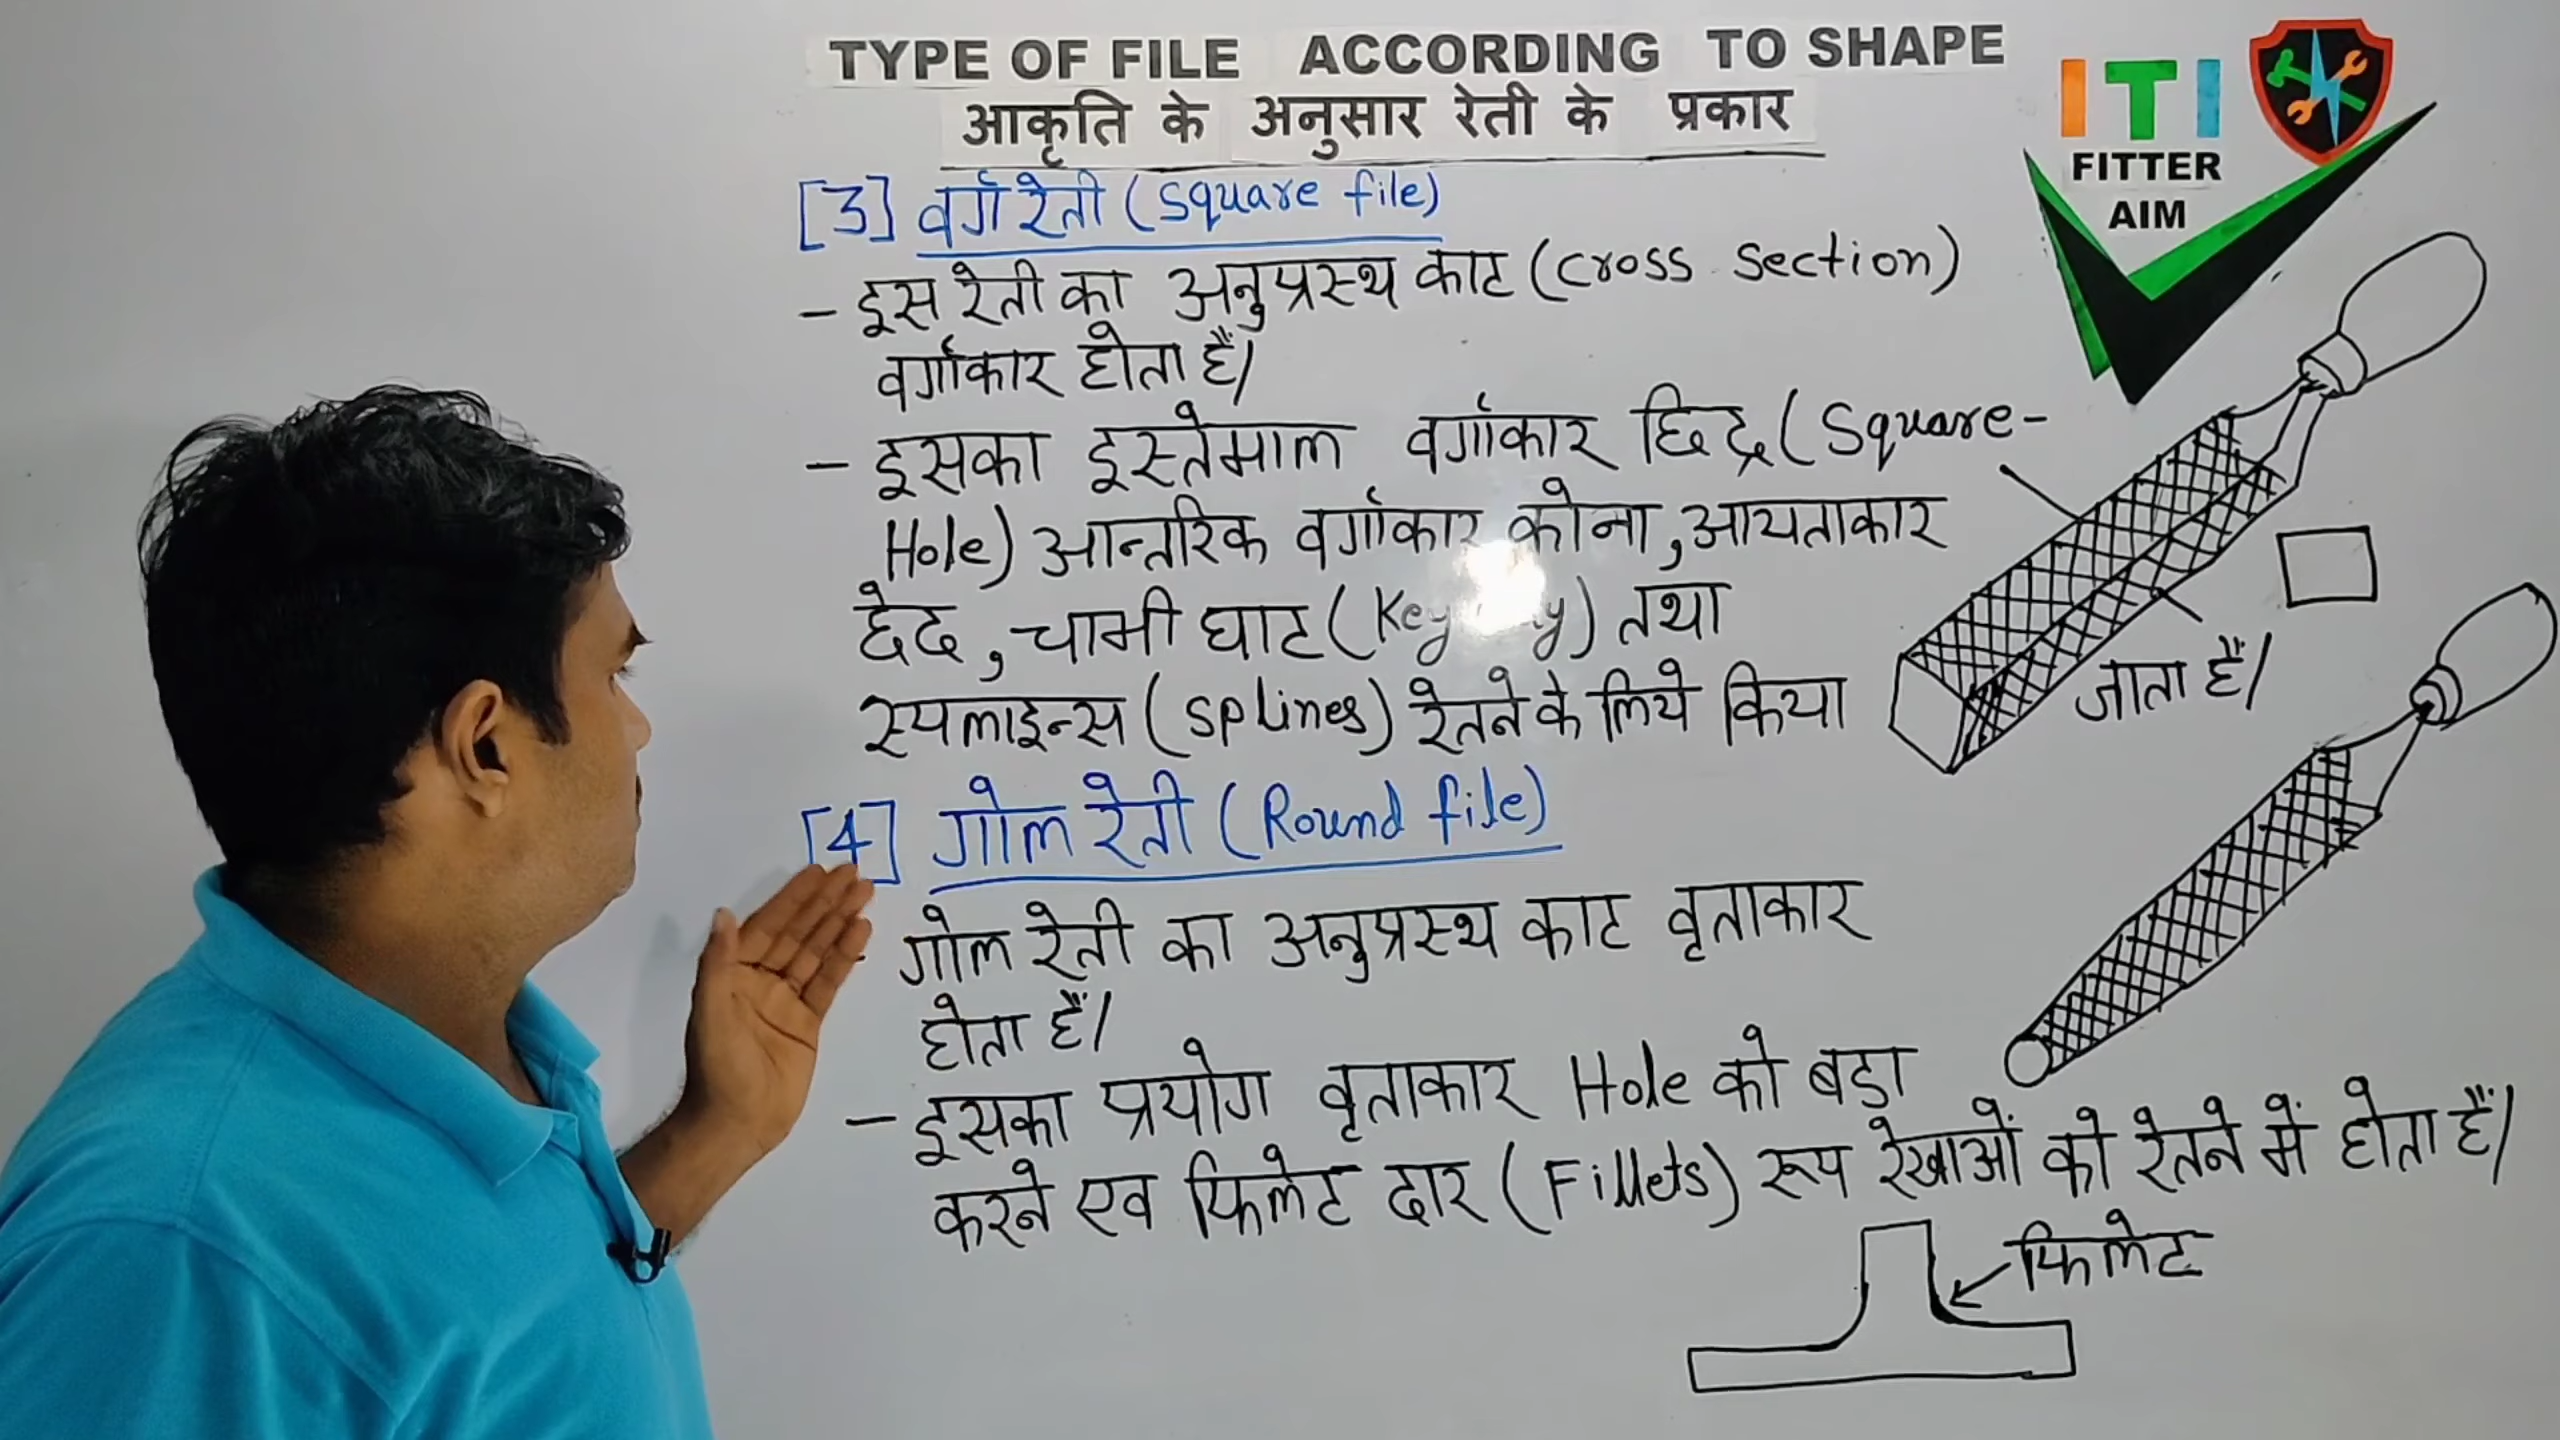 TYPE OF FILE ACCORDING TO SHAPE
आकृति के अनुसार रेती के प्रकार
ITI
FITTER
AIM
[3] वर्ग रेती (Square file)
- इस रेती का अनुप्रस्थ काट (cross section)
वर्गाकार होता हैं।
- इसका इस्तेमाल वर्गाकार छिद्र (Square-
Hole) आन्तरिक वर्गाकार कोना, आयताकार
छेद, चाभी घाट (Key y) तथा
स्पलाइन्स (Splines) रेतने के लिये किया
जाता हैं।
[4] गोल रेती (Round file)
- गोल रेती का अनुप्रस्थ काट वृताकार
होता हैं।
- इसका प्रयोग वृताकार Hole को बडा
करने एव फिलेट दार (Fillets) रूप रेखाओं को रेतने में होता हैं।
फिलेट